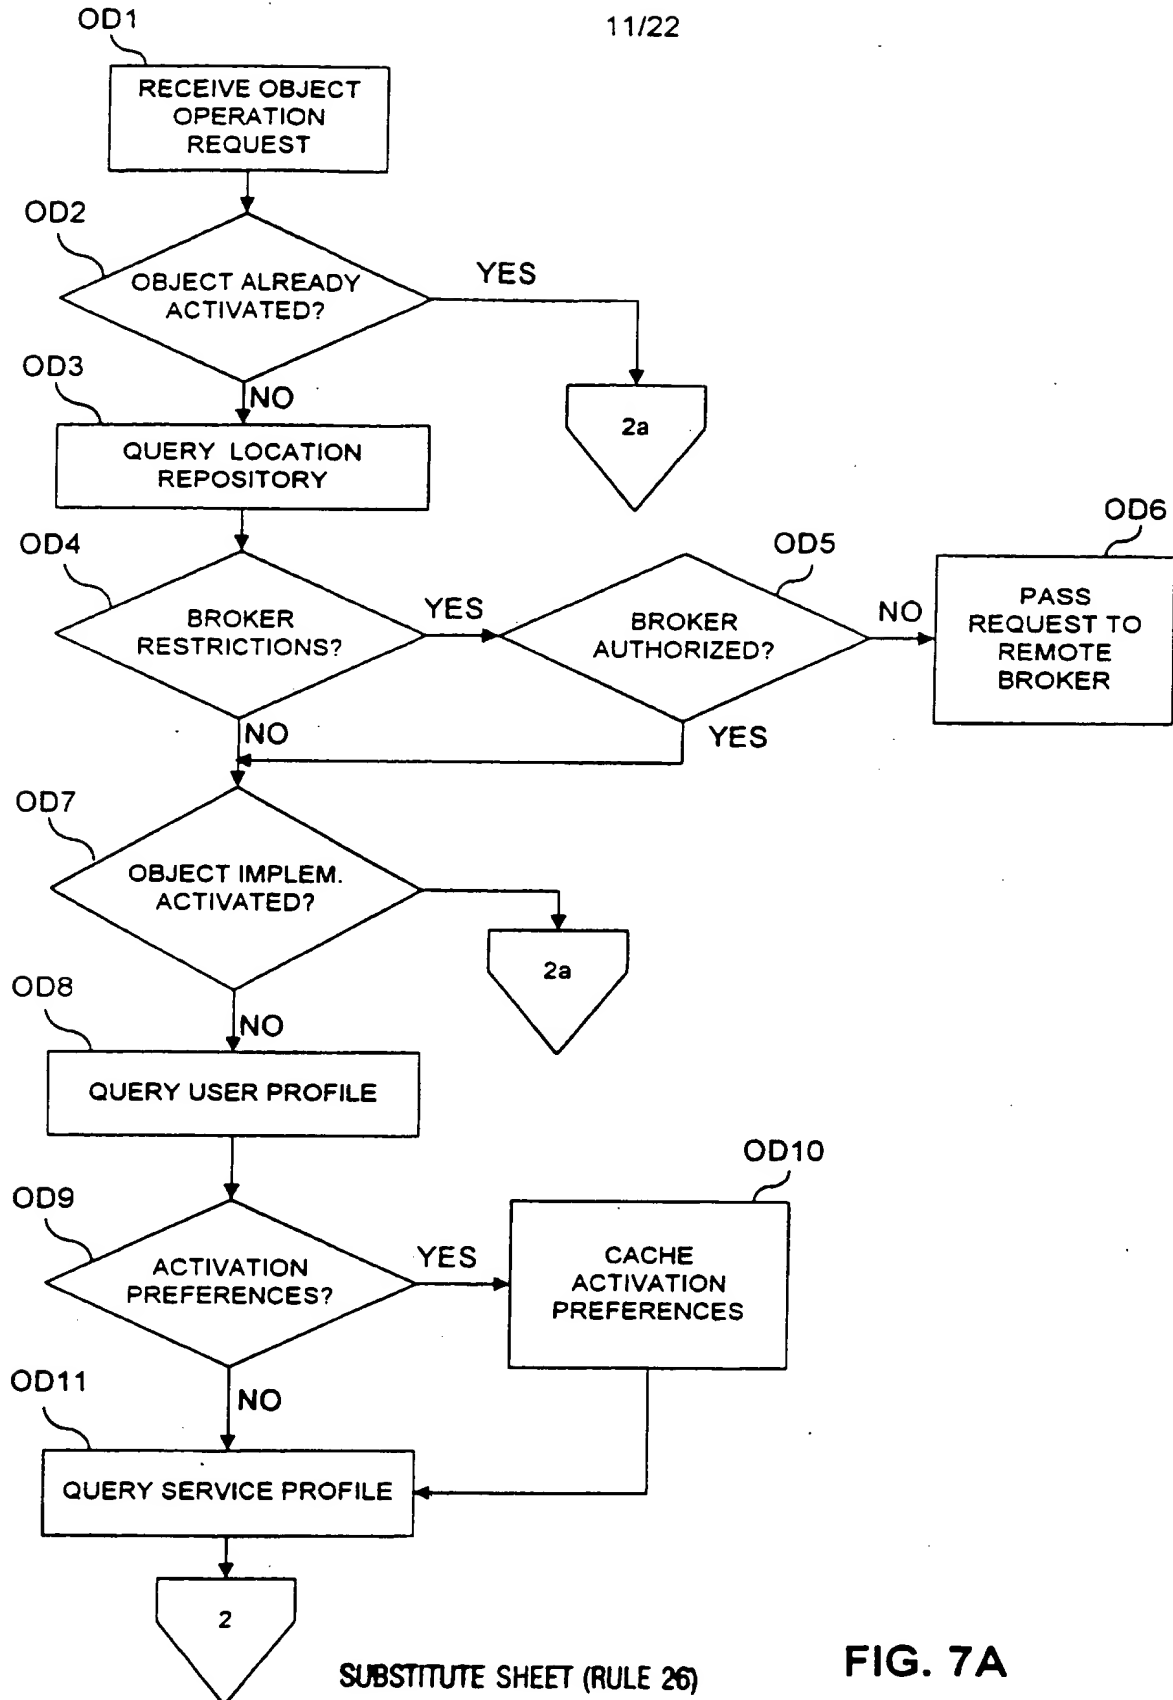 11/22
OD1
RECEIVE OBJECT
OPERATION
REQUEST
OD2
OBJECT ALREADY
ACTIVATED?
YES
NO
2a
OD3
QUERY LOCATION
REPOSITORY
OD4
BROKER
RESTRICTIONS?
YES
NO
OD5
BROKER
AUTHORIZED?
NO
YES
OD6
PASS
REQUEST TO
REMOTE
BROKER
OD7
OBJECT IMPLEM.
ACTIVATED?
2a
NO
OD8
QUERY USER PROFILE
OD9
ACTIVATION
PREFERENCES?
YES
NO
OD10
CACHE
ACTIVATION
PREFERENCES
OD11
QUERY SERVICE PROFILE
2
SUBSTITUTE SHEET (RULE 26)
FIG. 7A